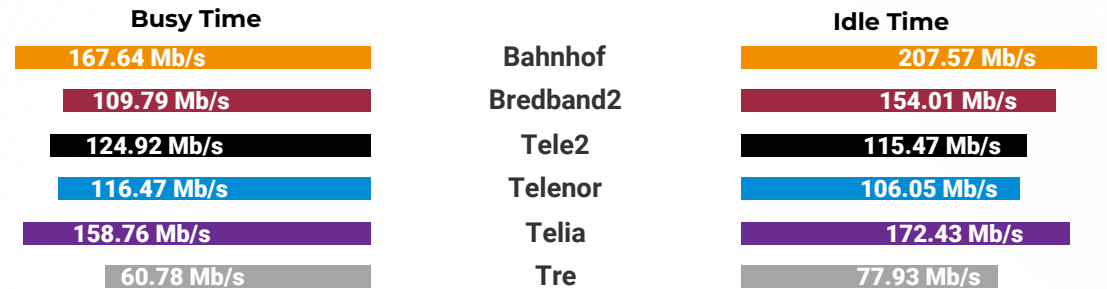 Busy Time Idle Time
167.64 Mb/s Bahnhof 207.57 Mb/s
109.79 Mb/s Bredband2 154.01 Mb/s
124.92 Mb/s Tele2 115.47 Mb/s
116.47 Mb/s Telenor 106.05 Mb/s
158.76 Mb/s Telia 172.43 Mb/s
60.78 Mb/s Tre 77.93 Mb/s